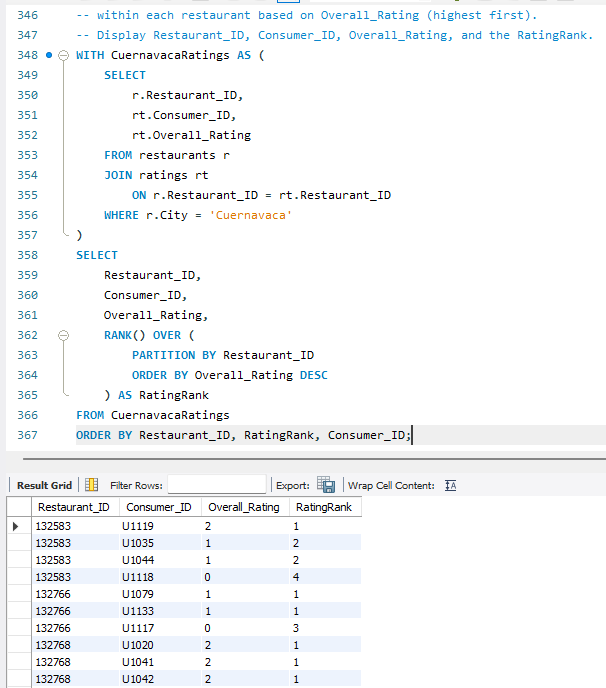 346 -- within each restaurant based on Overall_Rating (highest first).
347 -- Display Restaurant_ID, Consumer_ID, Overall_Rating, and the RatingRank.
348 WITH CuernavacaRatings AS (
349 SELECT
350 r.Restaurant_ID,
351 rt.Consumer_ID,
352 rt.Overall_Rating
353 FROM restaurants r
354 JOIN ratings rt
355 ON r.Restaurant_ID = rt.Restaurant_ID
356 WHERE r.City = 'Cuernavaca'
357 )
358 SELECT
359 Restaurant_ID,
360 Consumer_ID,
361 Overall_Rating,
362 RANK() OVER (
363 PARTITION BY Restaurant_ID
364 ORDER BY Overall_Rating DESC
365 ) AS RatingRank
366 FROM CuernavacaRatings
367 ORDER BY Restaurant_ID, RatingRank, Consumer_ID;
Result Grid Filter Rows: Export: Wrap Cell Content:
Restaurant_ID Consumer_ID Overall_Rating RatingRank
132583 U1119 2 1
132583 U1035 1 2
132583 U1044 1 2
132583 U1118 0 4
132766 U1079 1 1
132766 U1133 1 1
132766 U1117 0 3
132768 U1020 2 1
132768 U1041 2 1
132768 U1042 2 1